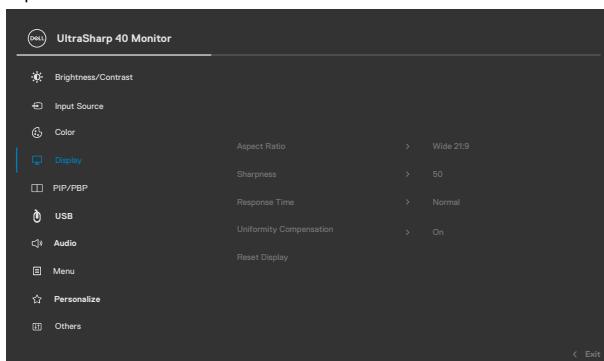 DELL UltraSharp 40 Monitor
Brightness/Contrast
Input Source
Color
Display
PIP/PBP
USB
Audio
Menu
Personalize
Others
Aspect Ratio > Wide 21:9
Sharpness > 50
Response Time > Normal
Uniformity Compensation > On
Reset Display
< Exit